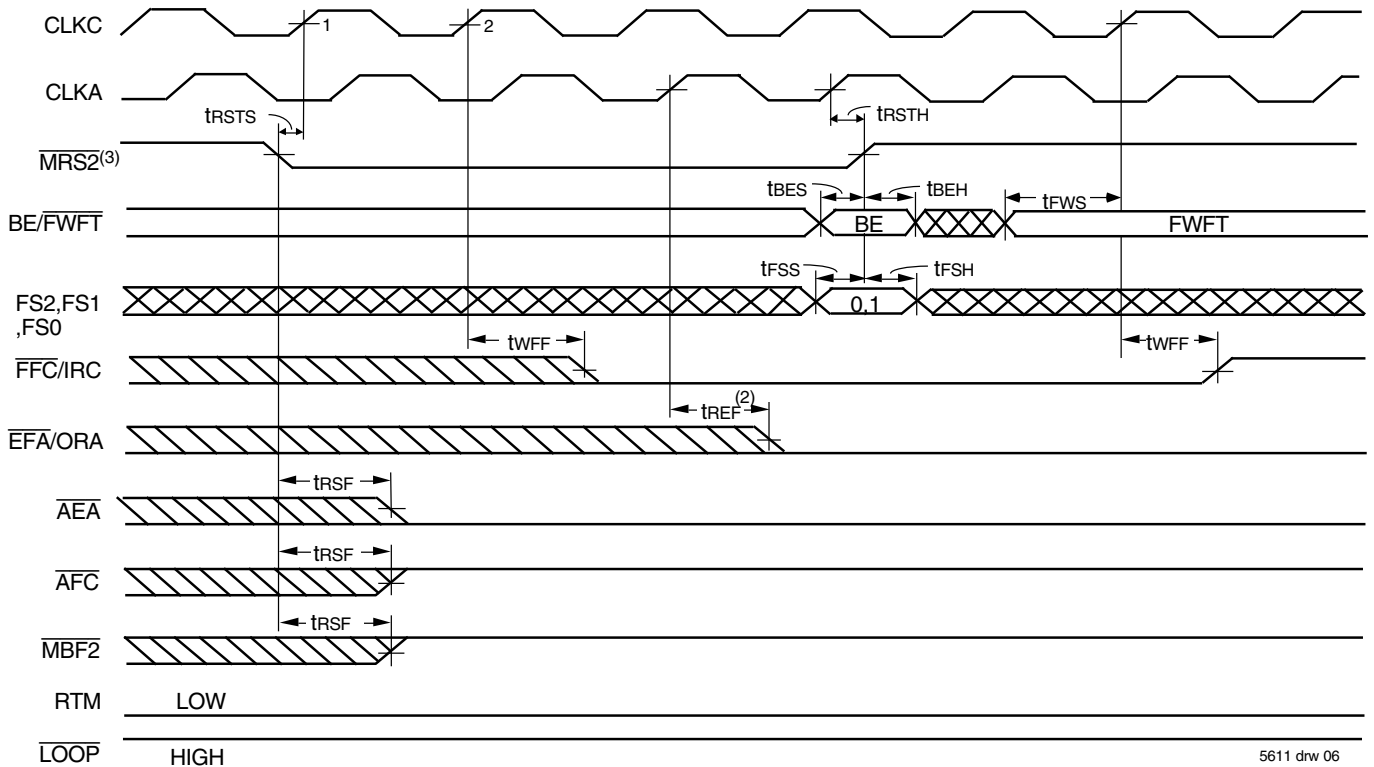 CLKC
1
2
CLKA
tRSTS
tRSTH
MRS2(3)
tBES
tBEH
tFWS
BE/FWFT
BE
FWFT
tFSS
tFSH
FS2,FS1
,FS0
0,1
tWFF
tWFF
FFC/IRC
tREF(2)
EFA/ORA
tRSF
AEA
tRSF
AFC
tRSF
MBF2
RTM
LOW
LOOP
HIGH
5611 drw 06